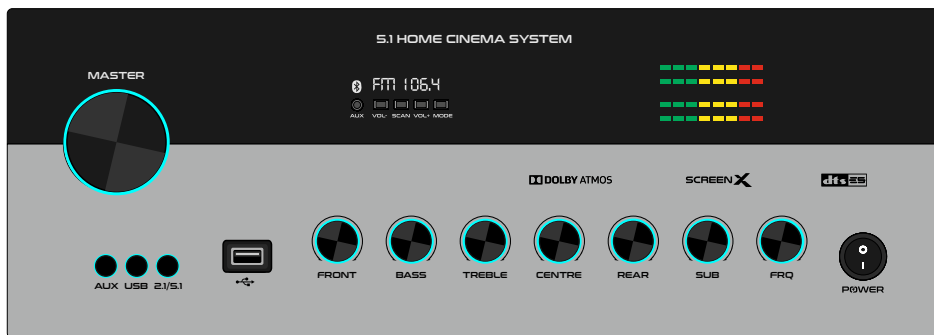 5.1 HOME CINEMA SYSTEM
MASTER
FM 106.4
AUX VOL- SCAN VOL+ MODE
DOLBY ATMOS SCREENX dts ES
FRONT BASS TREBLE CENTRE REAR SUB FRQ
AUX USB 2.1/5.1
POWER